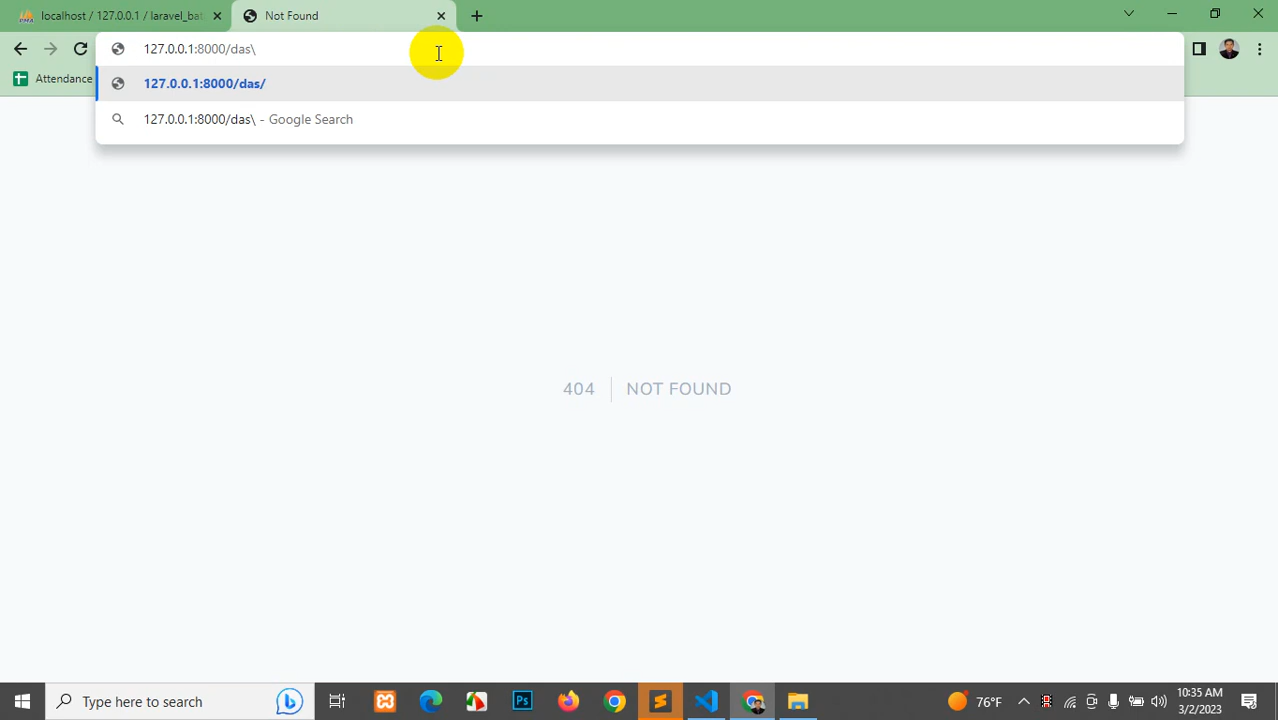 localhost / 127.0.0.1 / laravel_bat
Not Found
127.0.0.1:8000/das\
Attendance
127.0.0.1:8000/das/
127.0.0.1:8000/das\ - Google Search
404 NOT FOUND
Type here to search
Ps
76°F
10:35 AM
3/2/2023